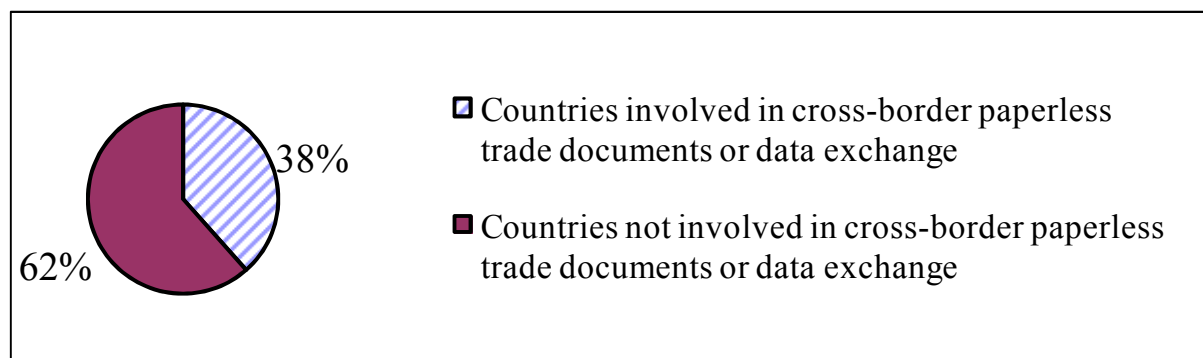 38%
62%
Countries involved in cross-border paperless
trade documents or data exchange
Countries not involved in cross-border paperless
trade documents or data exchange